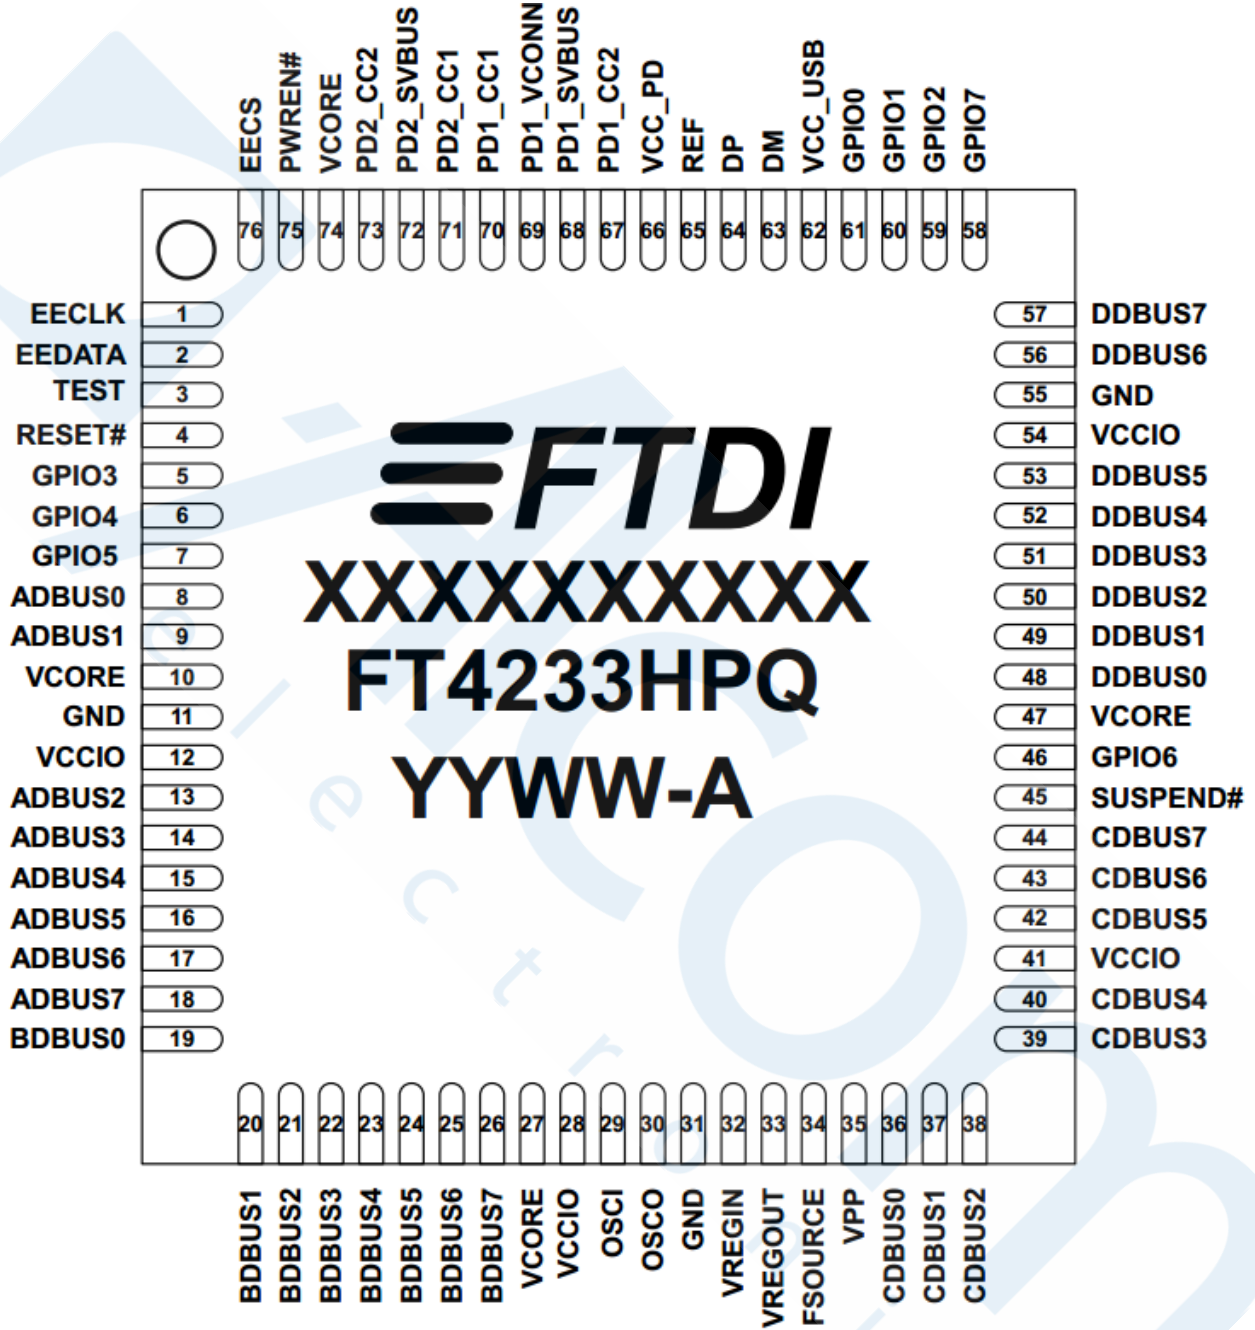 EECS
PWREN#
VCORE
PD2_CC2
PD2_SVBUS
PD2_CC1
PD1_CC1
PD1_VCONN
PD1_SVBUS
PD1_CC2
VCC_PD
REF
DP
DM
VCC_USB
GPIO0
GPIO1
GPIO2
GPIO7
76 75 74 73 72 71 70 69 68 67 66 65 64 63 62 61 60 59 58
EECLK 1
EEDATA 2
TEST 3
RESET# 4
GPIO3 5
GPIO4 6
GPIO5 7
ADBUS0 8
ADBUS1 9
VCORE 10
GND 11
VCCIO 12
ADBUS2 13
ADBUS3 14
ADBUS4 15
ADBUS5 16
ADBUS6 17
ADBUS7 18
BDBUS0 19
FTDI
XXXXXXXXXX
FT4233HPQ
YYWW-A
57 DDBUS7
56 DDBUS6
55 GND
54 VCCIO
53 DDBUS5
52 DDBUS4
51 DDBUS3
50 DDBUS2
49 DDBUS1
48 DDBUS0
47 VCORE
46 GPIO6
45 SUSPEND#
44 CDBUS7
43 CDBUS6
42 CDBUS5
41 VCCIO
40 CDBUS4
39 CDBUS3
20 21 22 23 24 25 26 27 28 29 30 31 32 33 34 35 36 37 38
BDBUS1
BDBUS2
BDBUS3
BDBUS4
BDBUS5
BDBUS6
BDBUS7
VCORE
VCCIO
OSCI
OSCO
GND
VREGIN
VREGOUT
FSOURCE
VPP
CDBUS0
CDBUS1
CDBUS2